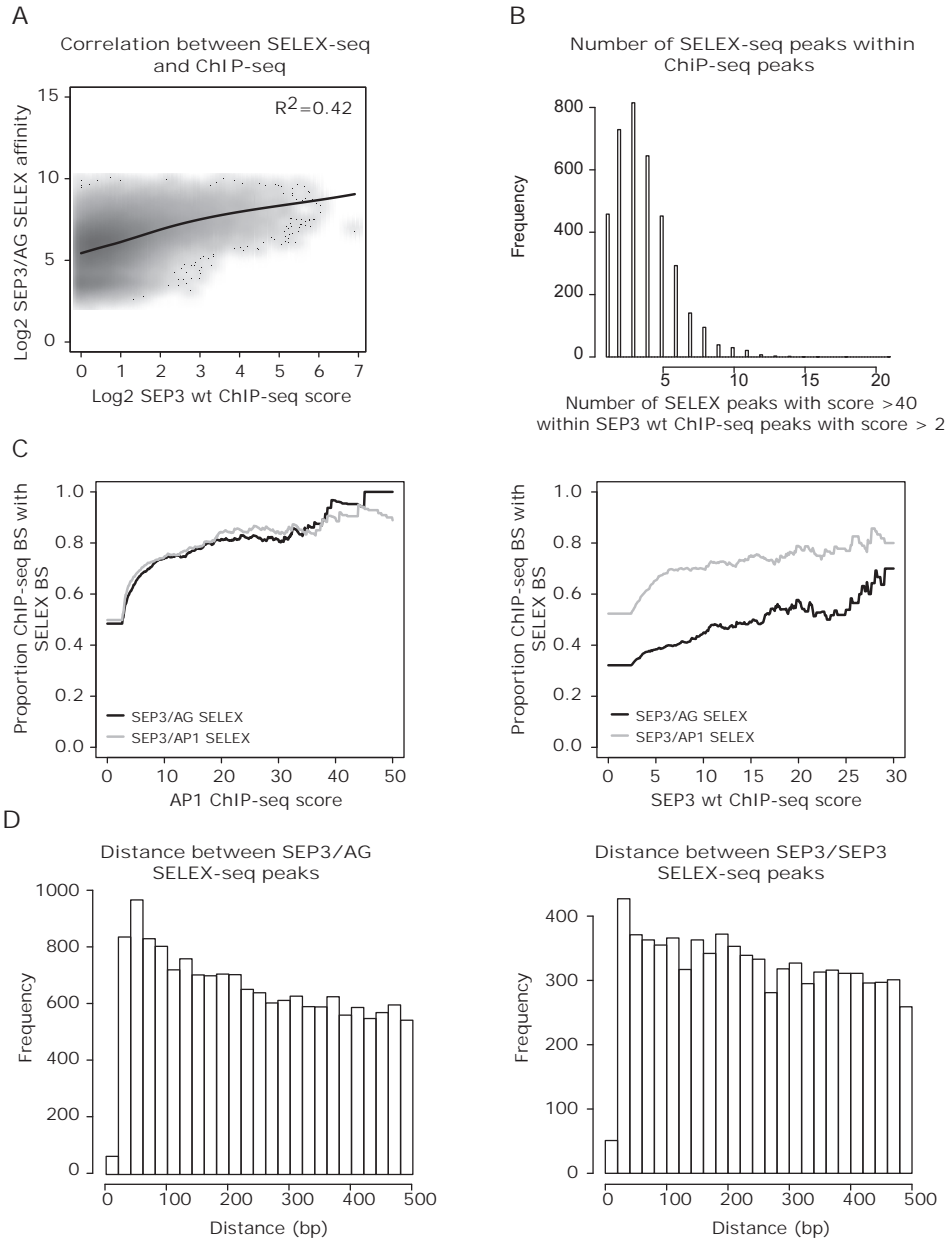 A
Correlation between SELEX-seq
and ChIP-seq
R2=0.42
15
10
5
0
Log2 SEP3/AG SELEX affinity
0 1 2 3 4 5 6 7
Log2 SEP3 wt ChIP-seq score
B
Number of SELEX-seq peaks within
ChiP-seq peaks
800
600
400
200
0
Frequency
5 10 15 20
Number of SELEX peaks with score >40
within SEP3 wt ChIP-seq peaks with score > 2
C
Proportion ChIP-seq BS with
SELEX BS
1.0
0.8
0.6
0.4
0.2
0.0
SEP3/AG SELEX
SEP3/AP1 SELEX
0 10 20 30 40 50
AP1 ChIP-seq score
Proportion ChIP-seq BS with
SELEX BS
1.0
0.8
0.6
0.4
0.2
0.0
SEP3/AG SELEX
SEP3/AP1 SELEX
0 5 10 15 20 25 30
SEP3 wt ChIP-seq score
D
Distance between SEP3/AG
SELEX-seq peaks
1000
800
600
400
200
0
Frequency
0 100 200 300 400 500
Distance (bp)
Distance between SEP3/SEP3
SELEX-seq peaks
400
300
200
100
0
Frequency
0 100 200 300 400 500
Distance (bp)